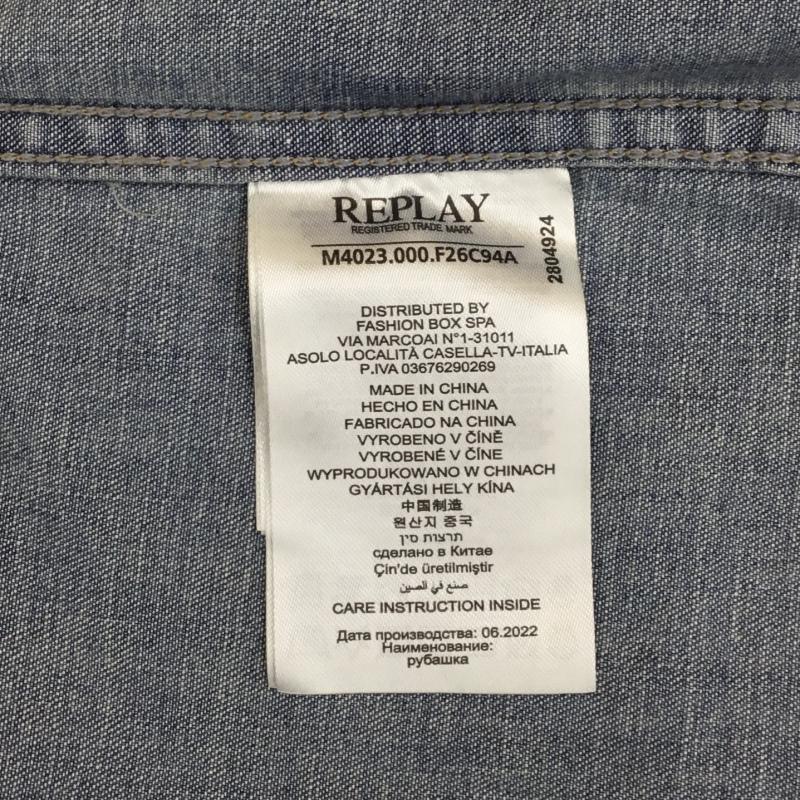 REPLAY
REGISTERED TRADE MARK
M4023.000.F26C94A
2804924
DISTRIBUTED BY
FASHION BOX SPA
VIA MARCOAI N°1-31011
ASOLO LOCALITÀ CASELLA-TV-ITALIA
P.IVA 03676290269
MADE IN CHINA
HECHO EN CHINA
FABRICADO NA CHINA
VYROBENO V ČÍNĚ
VYROBENÉ V ČÍNE
WYPRODUKOWANO W CHINACH
GYÁRTÁSI HELY KÍNA
中国制造
원산지 중국
תרצות סין
сделано в Китае
Çin'de üretilmiştir
صنع في الصين
CARE INSTRUCTION INSIDE
Дата производства: 06.2022
Наименование:
рубашка